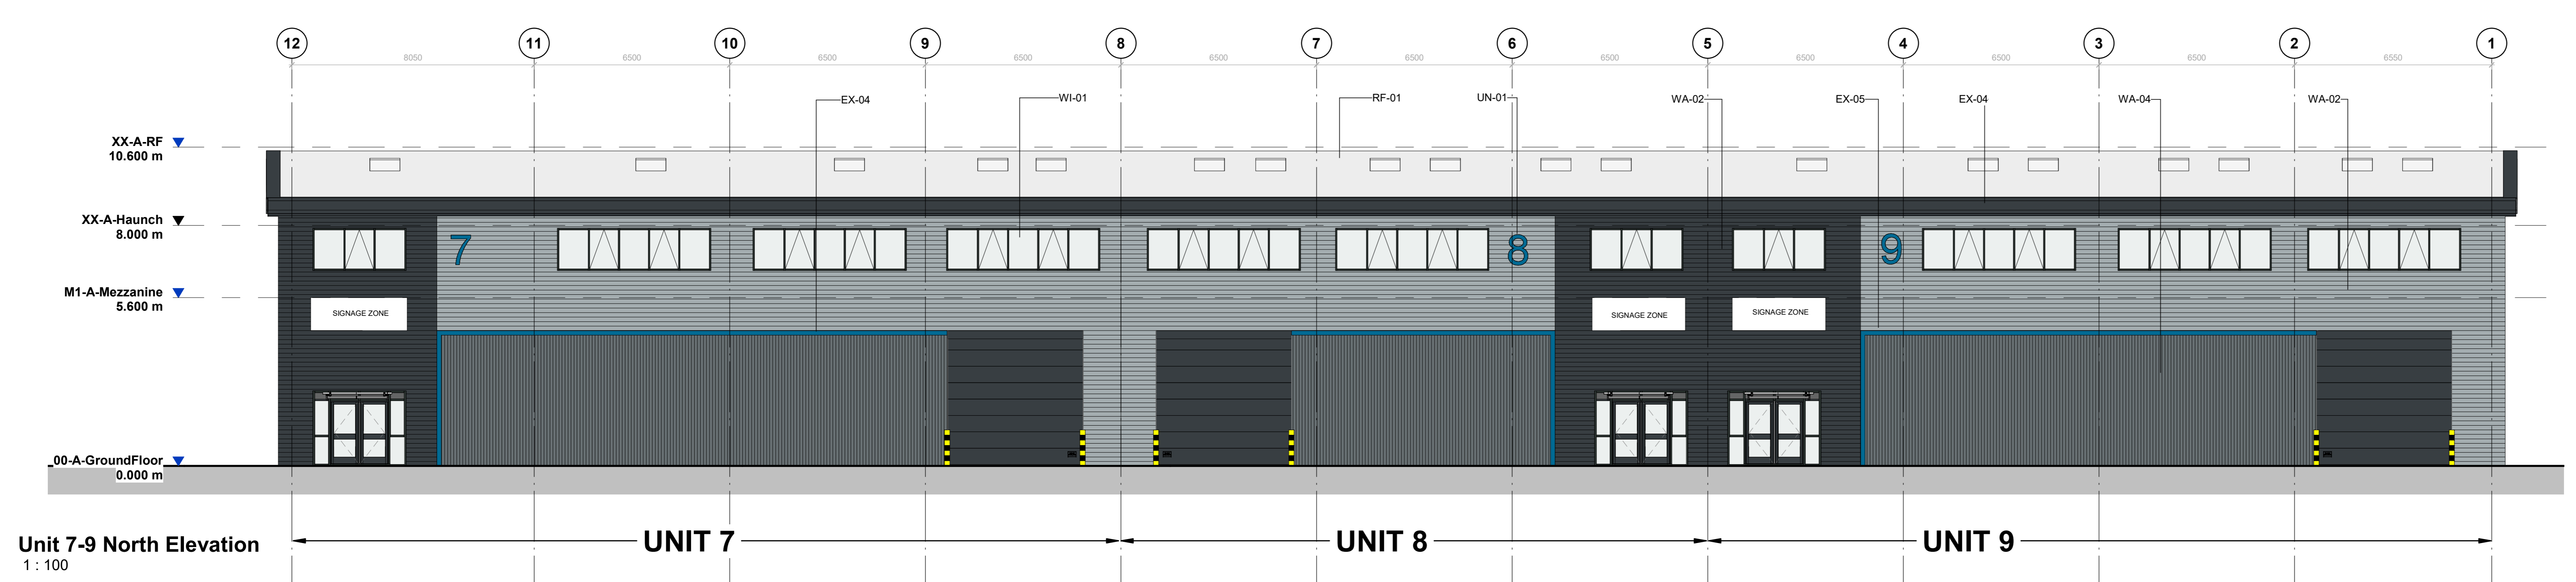 12 11 10 9 8 7 6 5 4 3 2 1
8050 6500 6500 6500 6500 6500 6500 6500 6500 6500 6550
EX-04 WI-01 RF-01 UN-01 WA-02 EX-05 EX-04 WA-04 WA-02
XX-A-RF
10.600 m
XX-A-Haunch
8.000 m
7 8 9
M1-A-Mezzanine
5.600 m
SIGNAGE ZONE SIGNAGE ZONE SIGNAGE ZONE
00-A-GroundFloor
0.000 m
UNIT 7 UNIT 8 UNIT 9
Unit 7-9 North Elevation
1 : 100